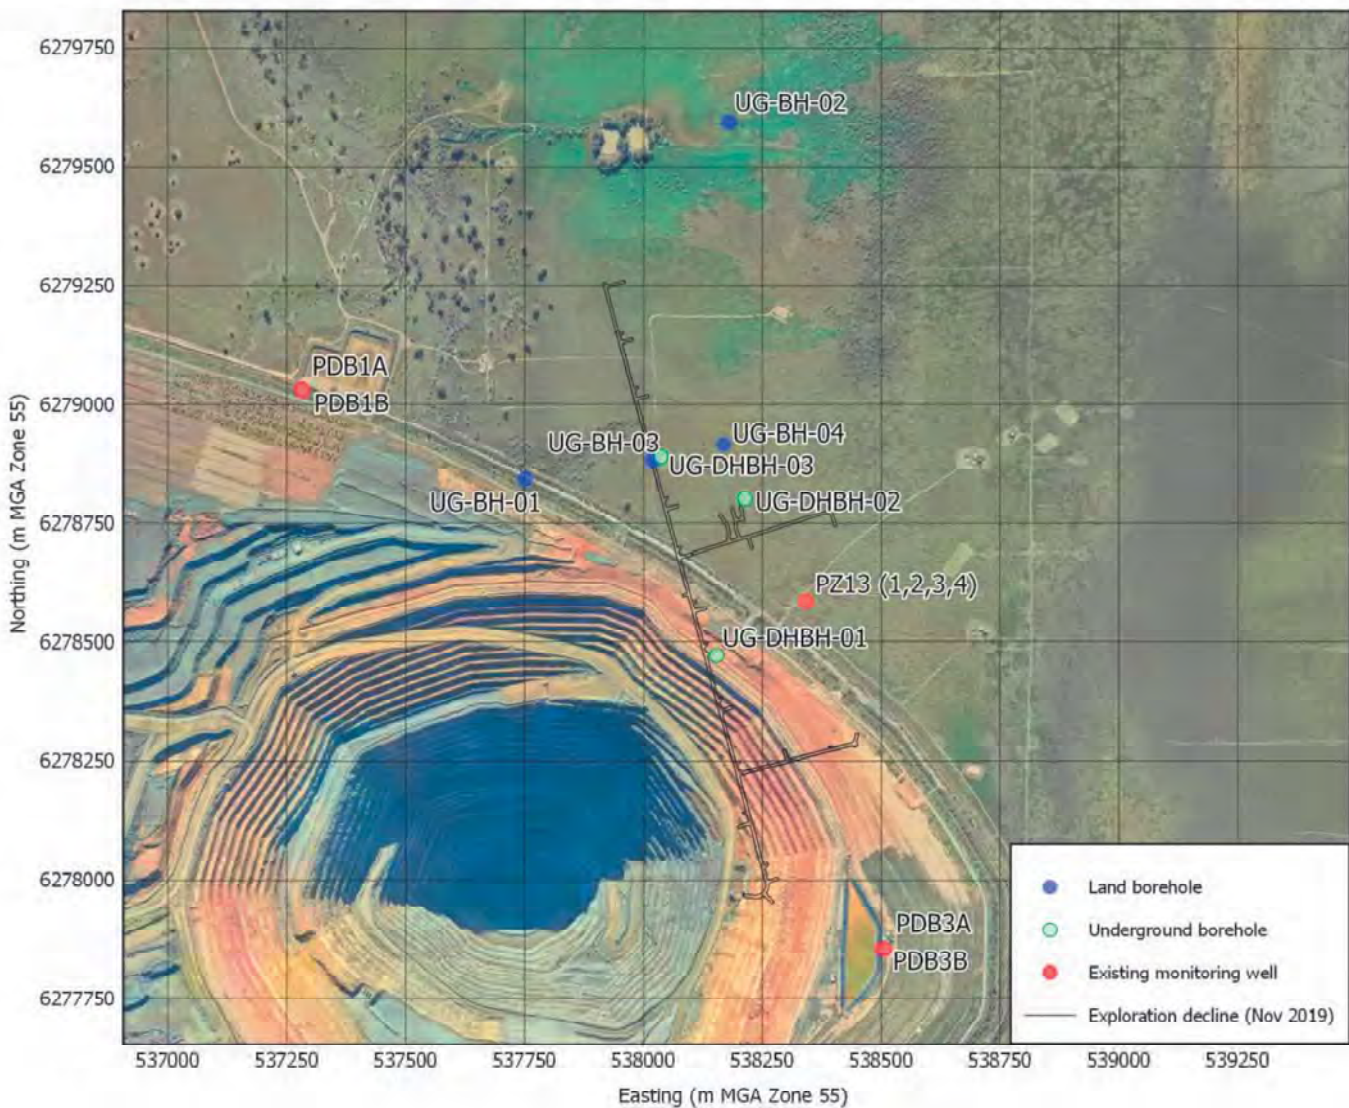 6279750
UG-BH-02
6279500
6279250
PDB1A
6279000
PDB1B
UG-BH-04
UG-BH-03
UG-DHBH-03
UG-BH-01
UG-DHBH-02
6278750
PZ13 (1,2,3,4)
UG-DHBH-01
6278500
6278250
6278000
Land borehole
PDB3A
Underground borehole
PDB3B
Existing monitoring well
6277750
Exploration decline (Nov 2019)
Northing (m MGA Zone 55)
537000 537250 537500 537750 538000 538250 538500 538750 539000 539250
Easting (m MGA Zone 55)